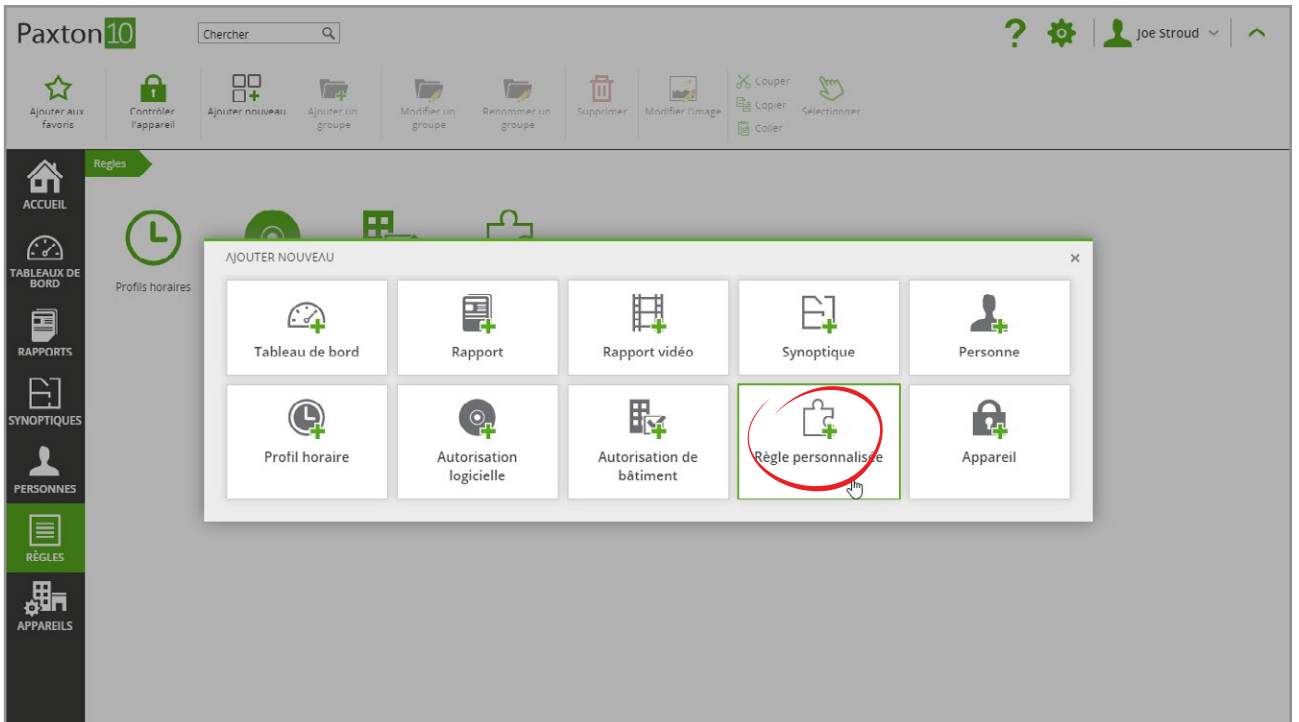 Paxton10
Chercher
? Joe Stroud
Ajouter aux
favoris
Contrôler
l'appareil
Ajouter nouveau
Ajouter un
groupe
Modifier un
groupe
Renommer un
groupe
Supprimer
Modifier l'image
Couper
Copier
Coller
Sélectionner
ACCUEIL
TABLEAUX DE
BORD
RAPPORTS
SYNOPTIQUES
PERSONNES
RÈGLES
APPAREILS
Règles
Profils horaires
AJOUTER NOUVEAU
Tableau de bord
Rapport
Rapport vidéo
Synoptique
Personne
Profil horaire
Autorisation
logicielle
Autorisation de
bâtiment
Règle personnalisée
Appareil